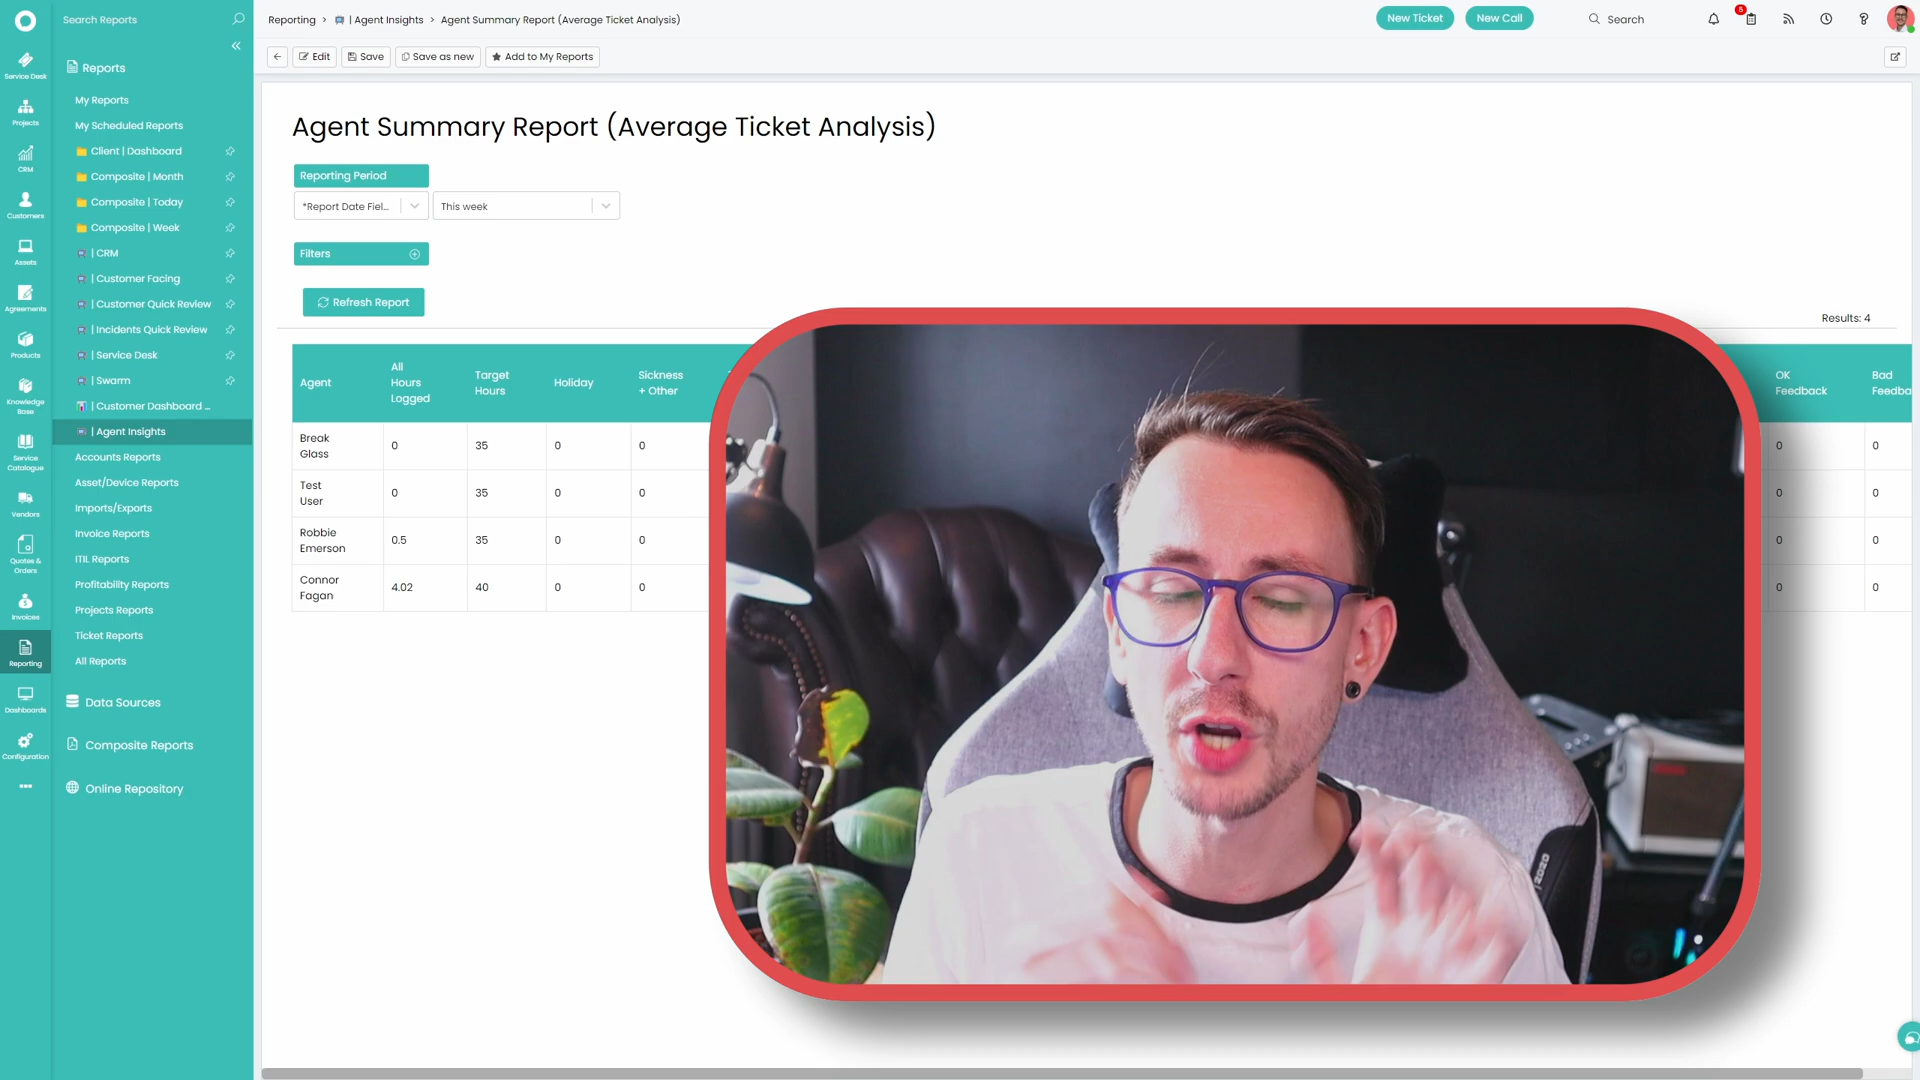 Search Reports
Reporting > | Agent Insights > Agent Summary Report (Average Ticket Analysis)
New Ticket
New Call
Search
5
Edit
Save
Save as new
Add to My Reports
Service Desk
Projects
CRM
Customers
Assets
Agreements
Products
Knowledge
Base
Service
Catalogue
Vendors
Quotes &
Orders
Invoices
Reporting
Dashboards
Configuration
Reports
My Reports
My Scheduled Reports
Client | Dashboard
Composite | Month
Composite | Today
Composite | Week
| CRM
| Customer Facing
| Customer Quick Review
| Incidents Quick Review
| Service Desk
| Swarm
| Customer Dashboard ...
| Agent Insights
Accounts Reports
Asset/Device Reports
Imports/Exports
Invoice Reports
ITIL Reports
Profitability Reports
Projects Reports
Ticket Reports
All Reports
Data Sources
Composite Reports
Online Repository
Agent Summary Report (Average Ticket Analysis)
Reporting Period
*Report Date Fiel...
This week
Filters
Refresh Report
Results: 4
Agent
All
Hours
Logged
Target
Hours
Holiday
Sickness
+ Other
OK
Feedback
Bad
Feedba
Break
Glass
0 35 0 0 0 0
Test
User
0 35 0 0 0 0
Robbie
Emerson
0.5 35 0 0 0 0
Connor
Fagan
4.02 40 0 0 0 0
2020